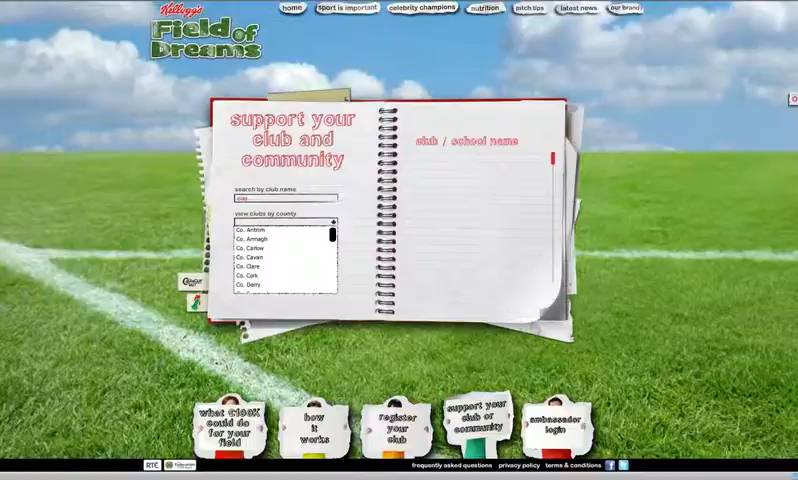 Kellogg's
Field of
Dreams
home
sport is important
celebrity champions
nutrition
pitch tips
latest news
our brands
support your
club and
community
search by club name
view clubs by county
Co. Antrim
Co. Armagh
Co. Carlow
Co. Cavan
Co. Clare
Co. Cork
Co. Derry
club / school name
what €100K
could do
for your
field
how
it
works
register
your
club
support your
club or
community
ambassador
login
RTÉ
frequently asked questions
privacy policy
terms & conditions